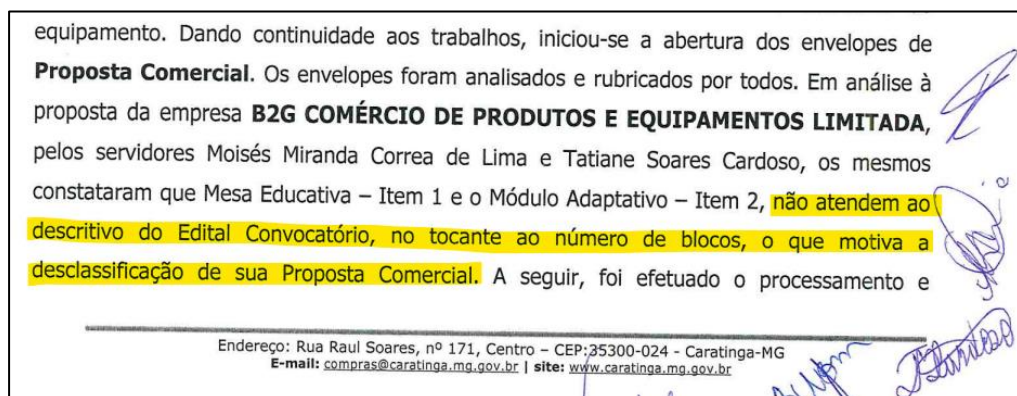 equipamento. Dando continuidade aos trabalhos, iniciou-se a abertura dos envelopes de
Proposta Comercial. Os envelopes foram analisados e rubricados por todos. Em análise à
proposta da empresa B2G COMÉRCIO DE PRODUTOS E EQUIPAMENTOS LIMITADA,
pelos servidores Moisés Miranda Correa de Lima e Tatiane Soares Cardoso, os mesmos
constataram que Mesa Educativa – Item 1 e o Módulo Adaptativo – Item 2, não atendem ao
descritivo do Edital Convocatório, no tocante ao número de blocos, o que motiva a
desclassificação de sua Proposta Comercial. A seguir, foi efetuado o processamento e
Endereço: Rua Raul Soares, nº 171, Centro – CEP:35300-024 - Caratinga-MG
E-mail: compras@caratinga.mg.gov.br | site: www.caratinga.mg.gov.br